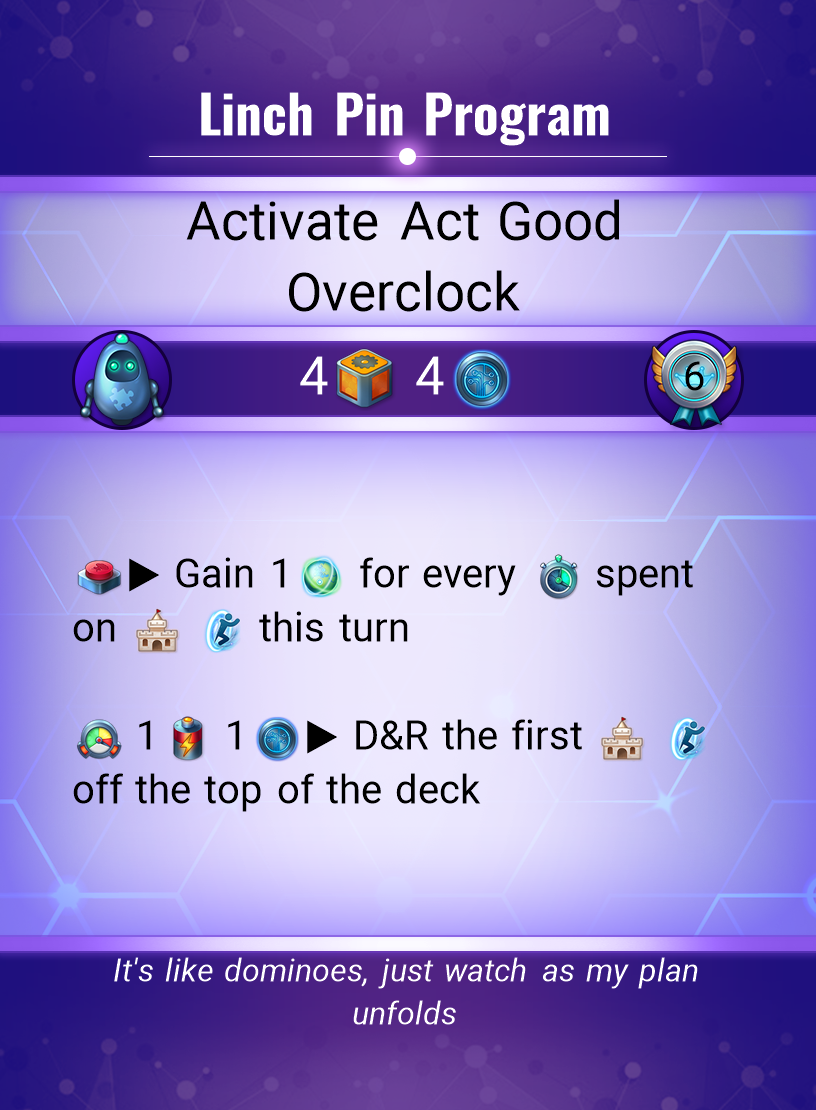 Linch Pin Program
Activate Act Good
Overclock
4 4 6
▶ Gain 1 for every spent
on this turn
1 1 ▶ D&R the first
off the top of the deck
It's like dominoes, just watch as my plan
unfolds